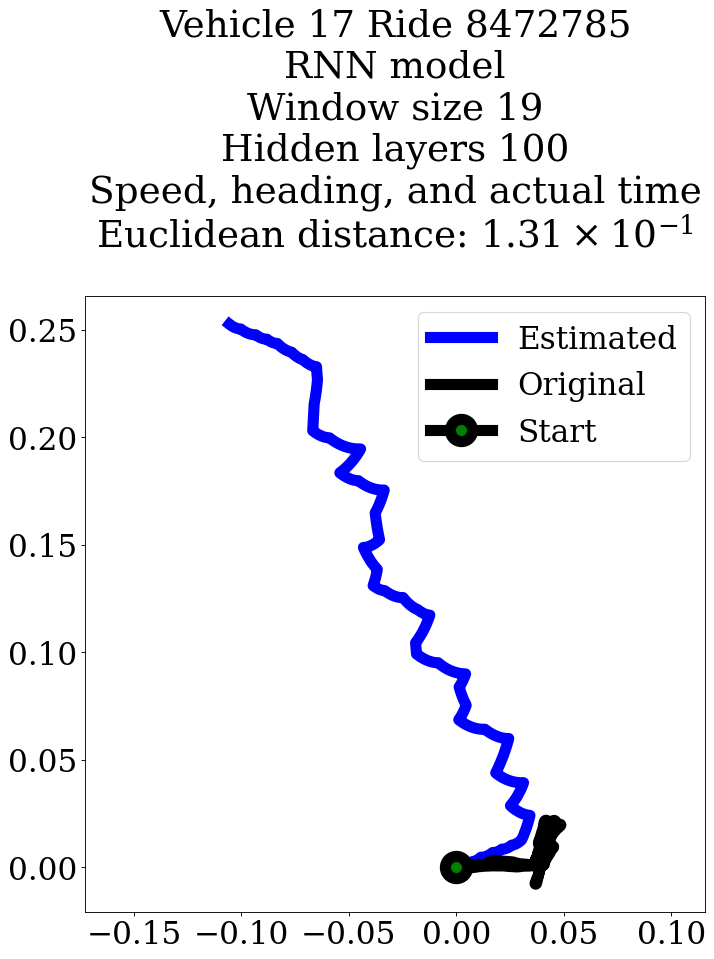 Vehicle 17 Ride 8472785
RNN model
Window size 19
Hidden layers 100
Speed, heading, and actual time
Euclidean distance: 1.31 × 10⁻¹
Estimated
Original
Start
0.25
0.20
0.15
0.10
0.05
0.00
−0.15 −0.10 −0.05 0.00 0.05 0.10